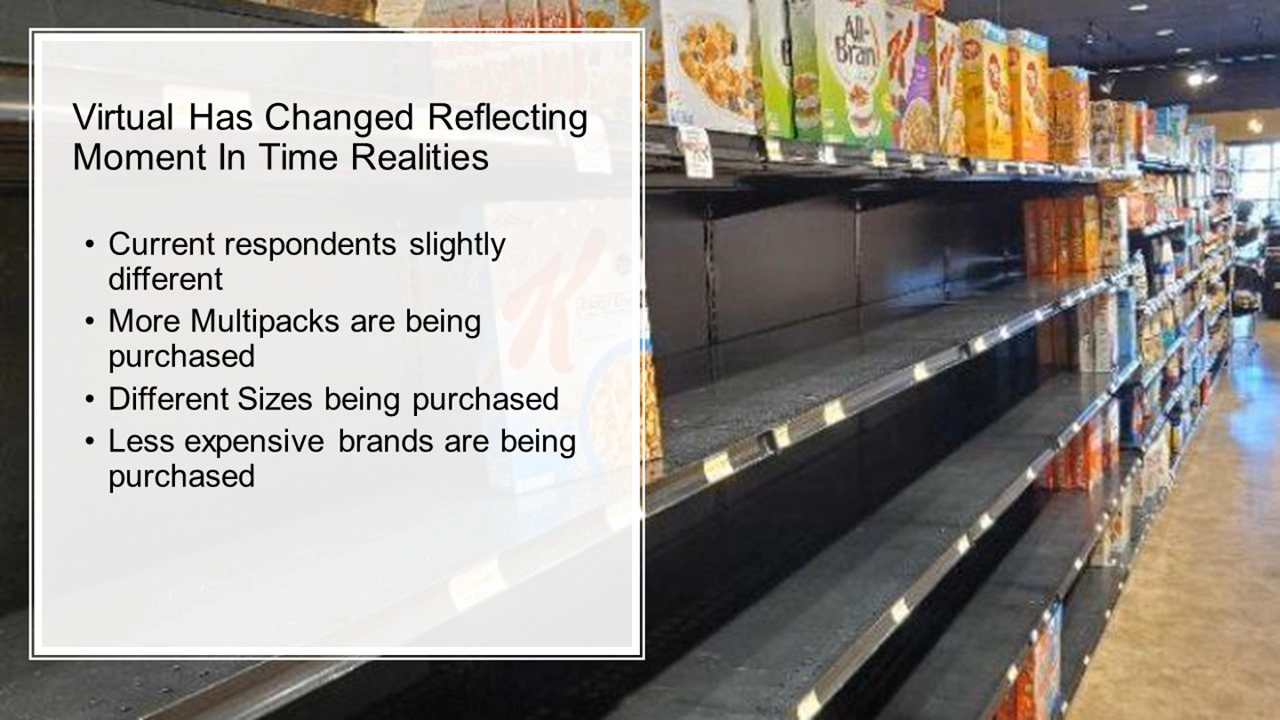 Virtual Has Changed Reflecting
Moment In Time Realities
• Current respondents slightly
different
• More Multipacks are being
purchased
• Different Sizes being purchased
• Less expensive brands are being
purchased
All-
Bran
K
K